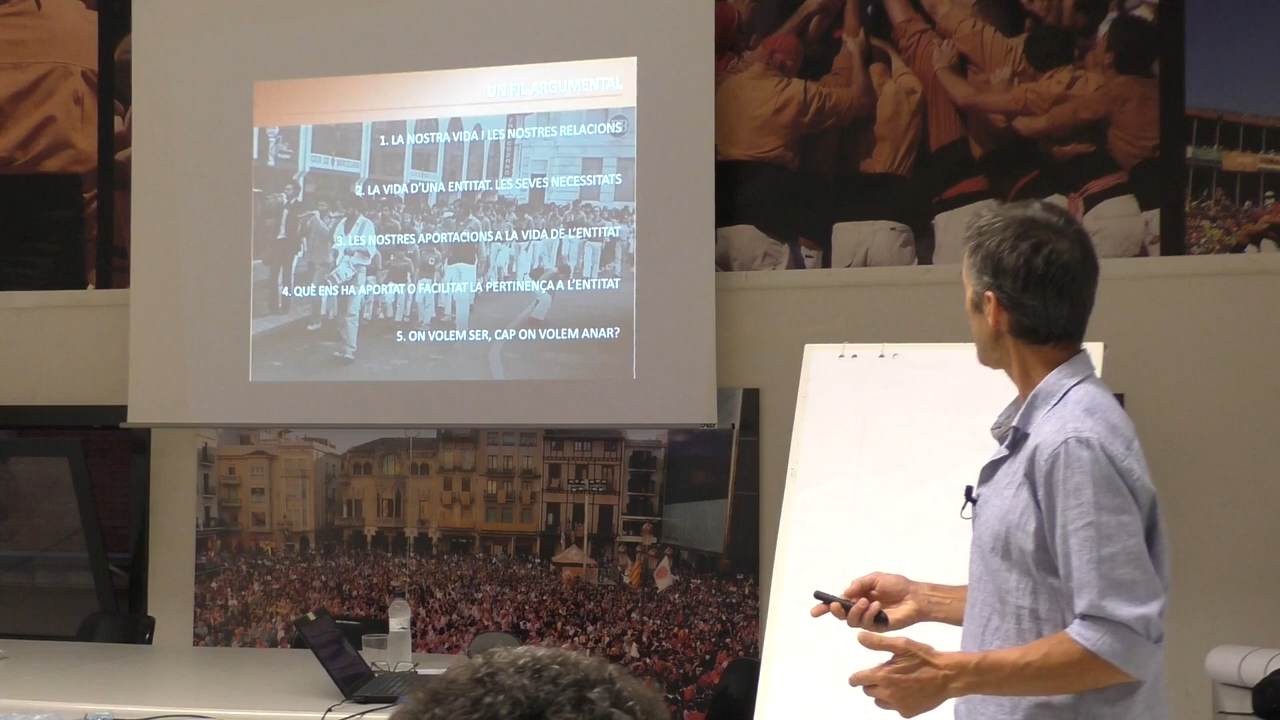 UN FIL ARGUMENTAL
1. LA NOSTRA VIDA I LES NOSTRES RELACIONS
2. LA VIDA D'UNA ENTITAT. LES SEVES NECESSITATS
3. LES NOSTRES APORTACIONS A LA VIDA DE L'ENTITAT
4. QUÈ ENS HA APORTAT O FACILITAT LA PERTINENÇA A L'ENTITAT
5. ON VOLEM SER, CAP ON VOLEM ANAR?